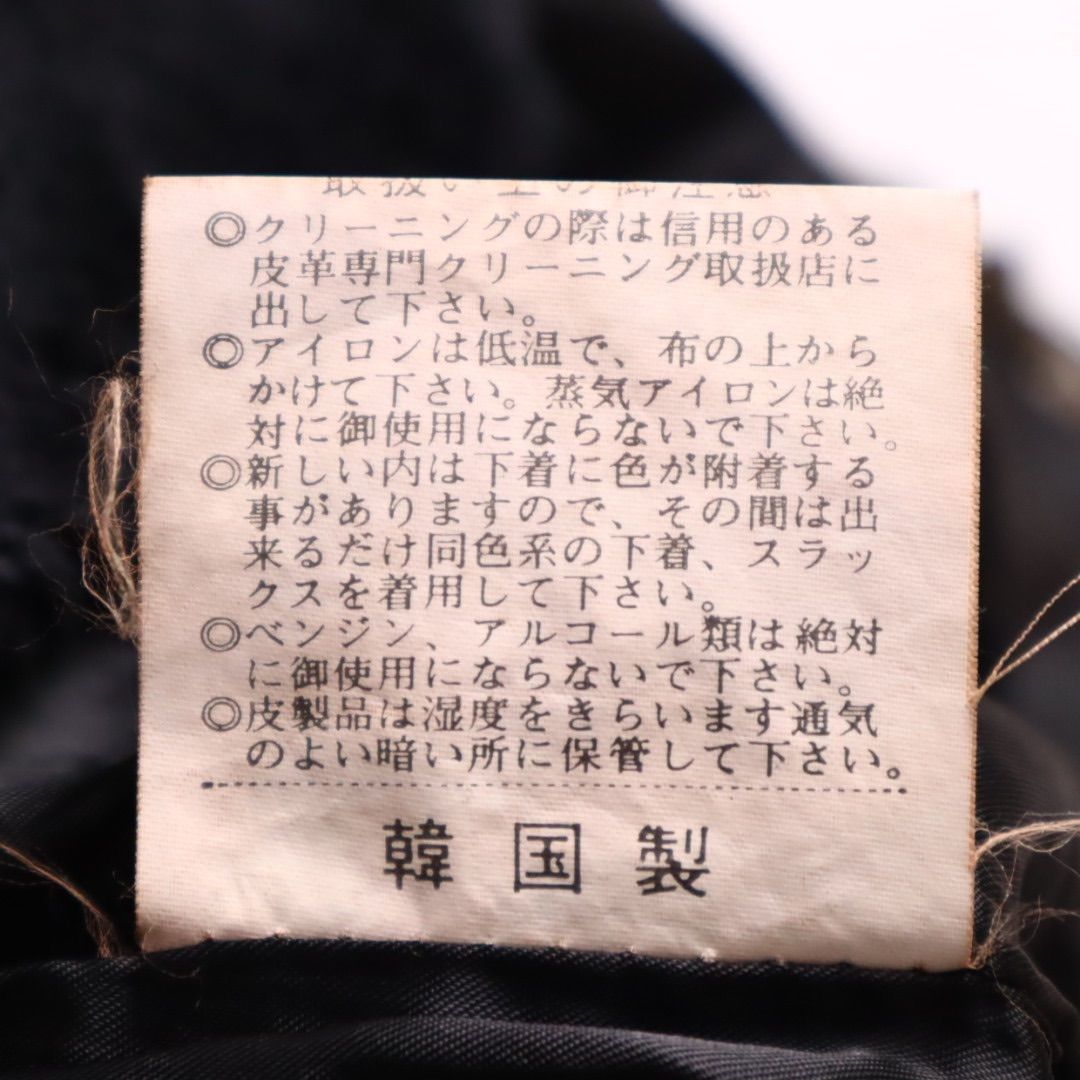 取扱い上の御注意
◎クリーニングの際は信用のある
皮革専門クリーニング取扱店に
出して下さい。
◎アイロンは低温で、布の上から
かけて下さい。蒸気アイロンは絶
対に御使用にならないで下さい。
◎新しい内は下着に色が附着する
事がありますので、その間は出
来るだけ同色系の下着、スラッ
クスを着用して下さい。
◎ベンジン、アルコール類は絶対
に御使用にならないで下さい。
◎皮製品は湿度をきらいます通気
のよい暗い所に保管して下さい。
韓国製